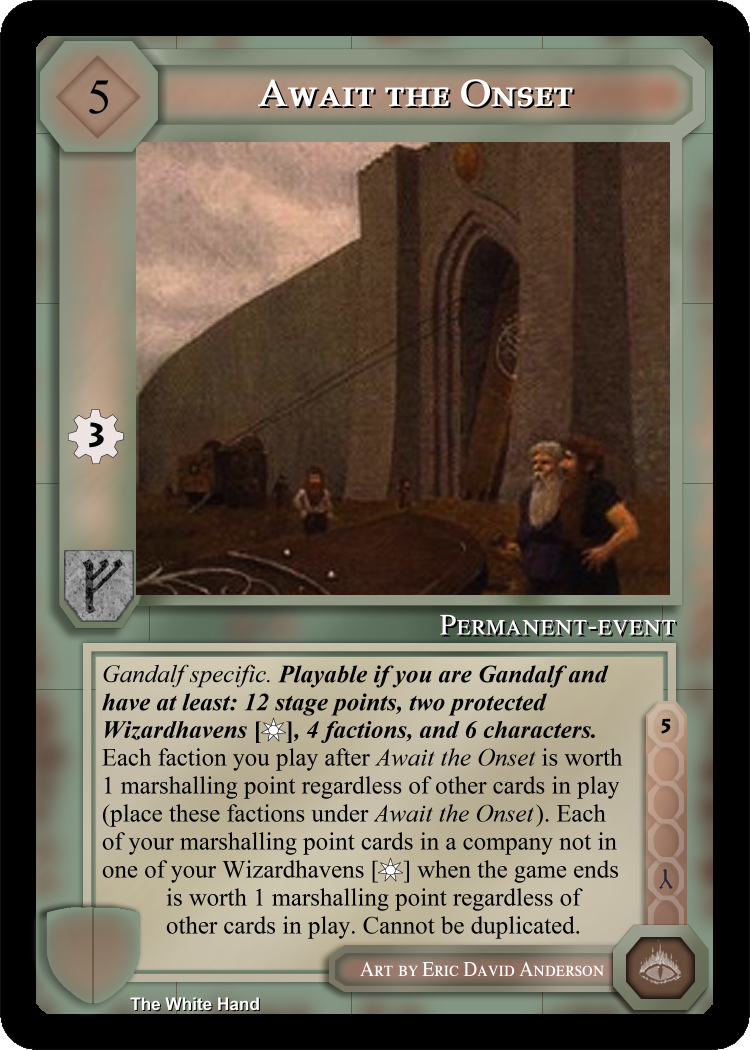 5
AWAIT THE ONSET
3
ᚠ
PERMANENT-EVENT
Gandalf specific. Playable if you are Gandalf and
have at least: 12 stage points, two protected
Wizardhavens [☼], 4 factions, and 6 characters.
Each faction you play after Await the Onset is worth
1 marshalling point regardless of other cards in play
(place these factions under Await the Onset). Each
of your marshalling point cards in a company not in
one of your Wizardhavens [☼] when the game ends
is worth 1 marshalling point regardless of
other cards in play. Cannot be duplicated.
5
ᛣ
ART BY ERIC DAVID ANDERSON
The White Hand